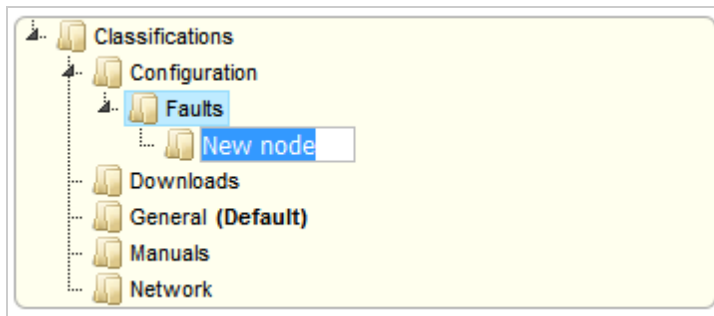 Classifications
Configuration
Faults
New node
Downloads
General (Default)
Manuals
Network